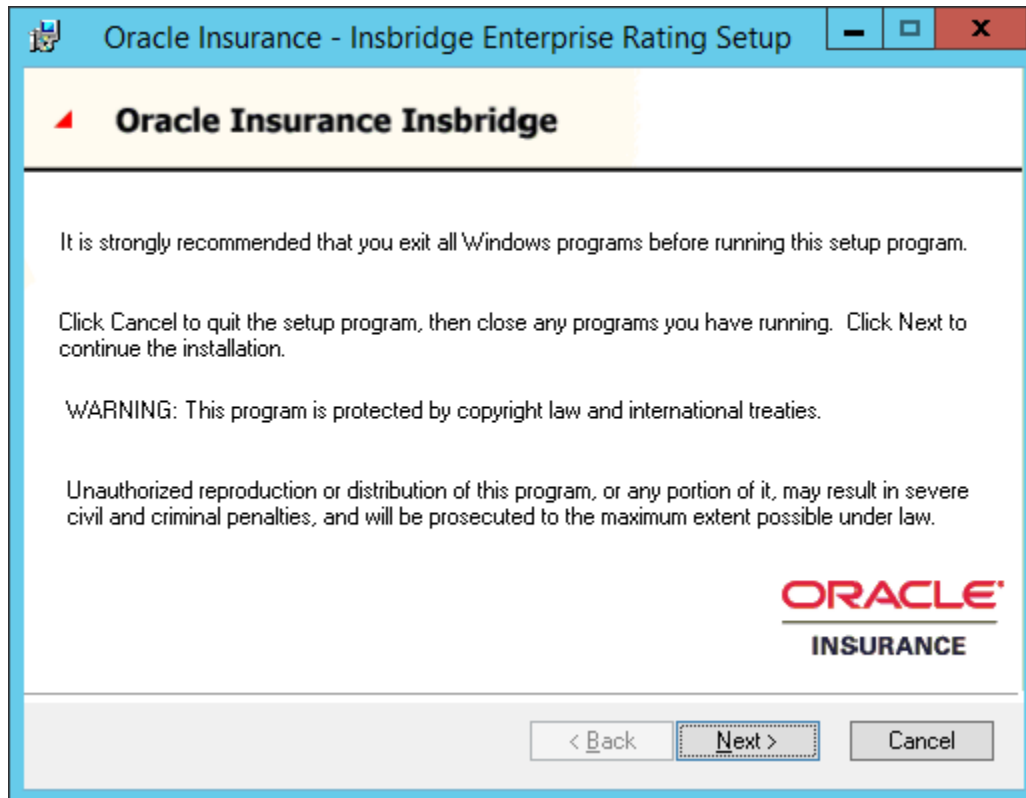 Oracle Insurance - Insbridge Enterprise Rating Setup
Oracle Insurance Insbridge
It is strongly recommended that you exit all Windows programs before running this setup program.
Click Cancel to quit the setup program, then close any programs you have running.  Click Next to
continue the installation.
WARNING: This program is protected by copyright law and international treaties.
Unauthorized reproduction or distribution of this program, or any portion of it, may result in severe
civil and criminal penalties, and will be prosecuted to the maximum extent possible under law.
ORACLE
INSURANCE
< Back Next > Cancel